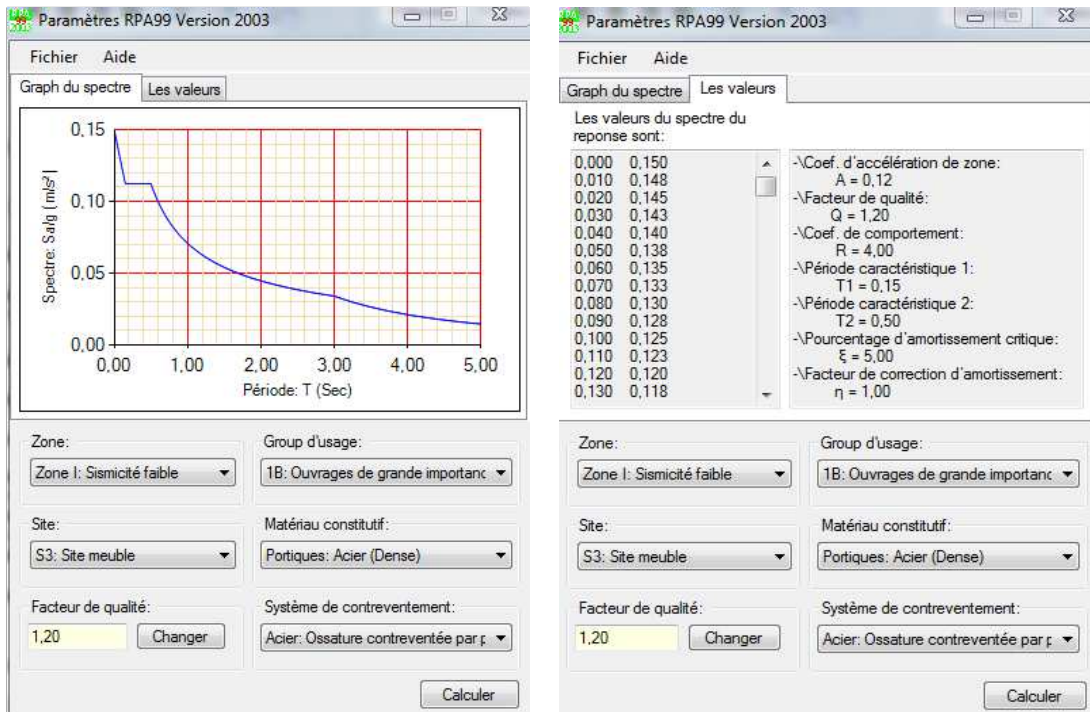 Paramètres RPA99 Version 2003
Fichier Aide
Graph du spectre Les valeurs
Spectre: Sa/g ( m/s²)
0,15
0,10
0,05
0,00
0,00 1,00 2,00 3,00 4,00 5,00
Période: T (Sec)
Zone:
Zone I: Sismicité faible
Group d'usage:
1B: Ouvrages de grande importanc
Site:
S3: Site meuble
Matériau constitutif:
Portiques: Acier (Dense)
Facteur de qualité:
1,20 Changer
Système de contreventement:
Acier: Ossature contreventée par p
Calculer
Paramètres RPA99 Version 2003
Fichier Aide
Graph du spectre Les valeurs
Les valeurs du spectre du
reponse sont:
0,000 0,150
0,010 0,148
0,020 0,145
0,030 0,143
0,040 0,140
0,050 0,138
0,060 0,135
0,070 0,133
0,080 0,130
0,090 0,128
0,100 0,125
0,110 0,123
0,120 0,120
0,130 0,118
-\Coef. d'accélération de zone:
A = 0,12
-\Facteur de qualité:
Q = 1,20
-\Coef. de comportement:
R = 4,00
-\Période caractéristique 1:
T1 = 0,15
-\Période caractéristique 2:
T2 = 0,50
-\Pourcentage d'amortissement critique:
ξ = 5,00
-\Facteur de correction d'amortissement:
η = 1,00
Zone:
Zone I: Sismicité faible
Group d'usage:
1B: Ouvrages de grande importanc
Site:
S3: Site meuble
Matériau constitutif:
Portiques: Acier (Dense)
Facteur de qualité:
1,20 Changer
Système de contreventement:
Acier: Ossature contreventée par p
Calculer